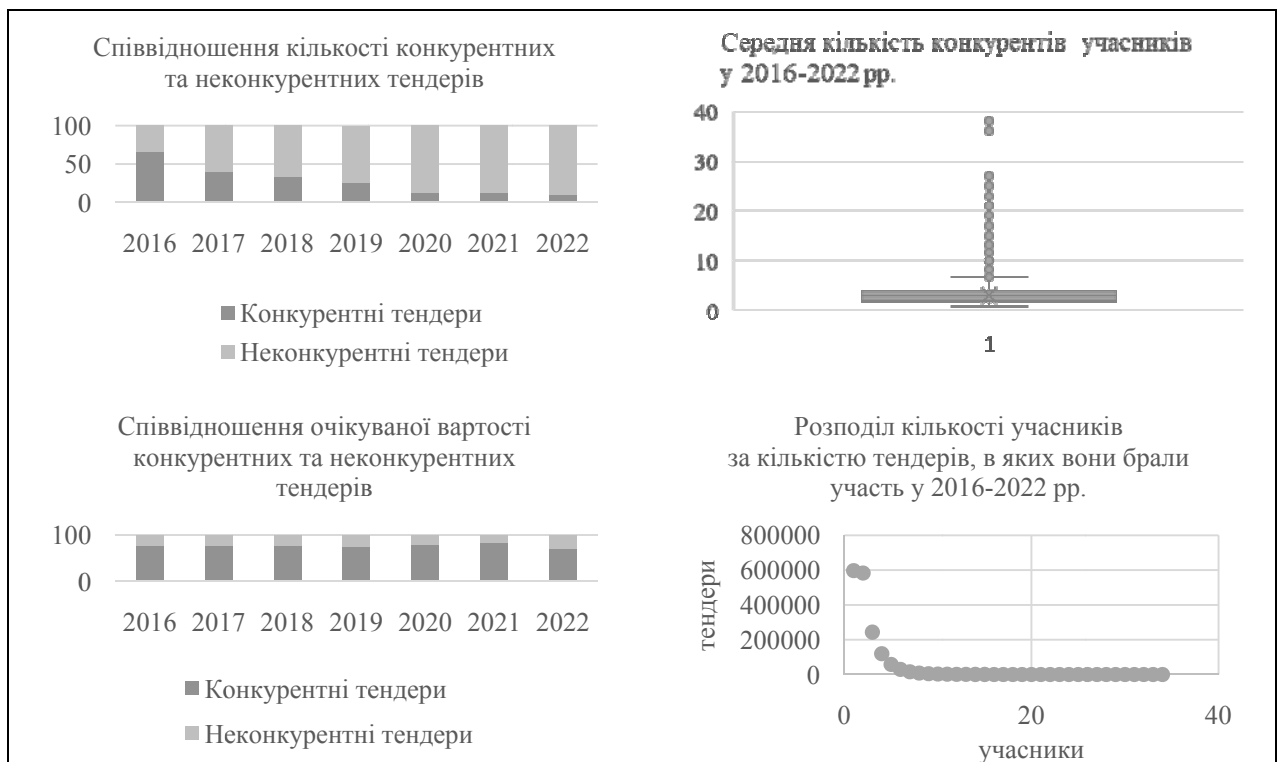 Співвідношення кількості конкурентних
та неконкурентних тендерів
100
50
0
2016 2017 2018 2019 2020 2021 2022
Конкурентні тендери
Неконкурентні тендери
Середня кількість конкурентів учасників
у 2016-2022 рр.
40
30
20
10
0
1
Співвідношення очікуваної вартості
конкурентних та неконкурентних
тендерів
100
0
2016 2017 2018 2019 2020 2021 2022
Конкурентні тендери
Неконкурентні тендери
Розподіл кількості учасників
за кількістю тендерів, в яких вони брали
участь у 2016-2022 рр.
тендери
800000
600000
400000
200000
0
0 20 40
учасники